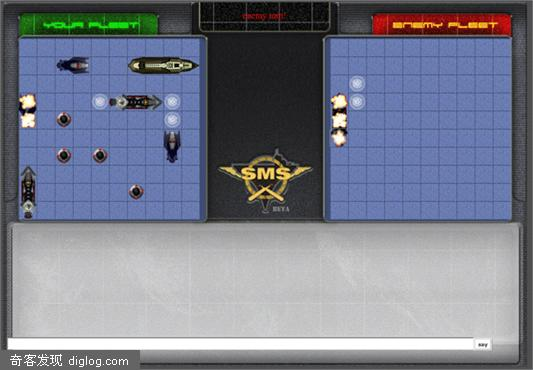 YOUR FLEET
enemy turn!
ENEMY FLEET
SMS
BETA
say
奇客发现 diglog.com